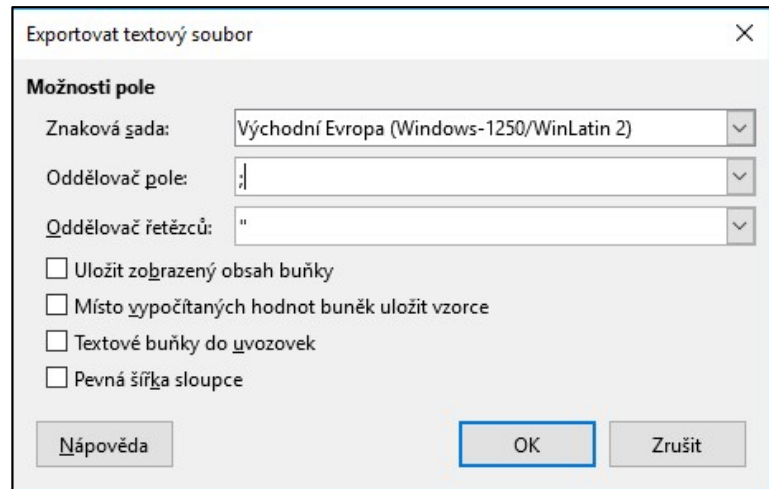 Exportovat textový soubor
Možnosti pole
Znaková sada: Východní Evropa (Windows-1250/WinLatin 2)
Oddělovač pole: ;
Oddělovač řetězců: "
Uložit zobrazený obsah buňky
Místo vypočítaných hodnot buněk uložit vzorce
Textové buňky do uvozovek
Pevná šířka sloupce
Nápověda OK Zrušit